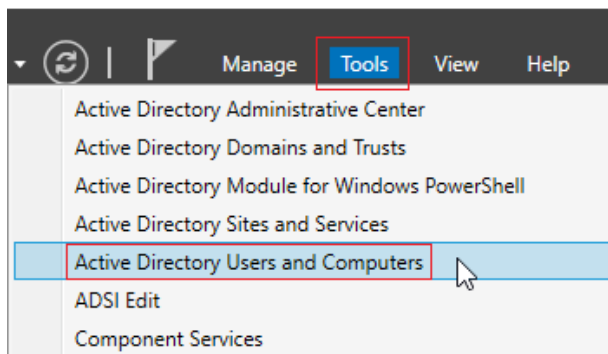 Manage Tools View Help
Active Directory Administrative Center
Active Directory Domains and Trusts
Active Directory Module for Windows PowerShell
Active Directory Sites and Services
Active Directory Users and Computers
ADSI Edit
Component Services